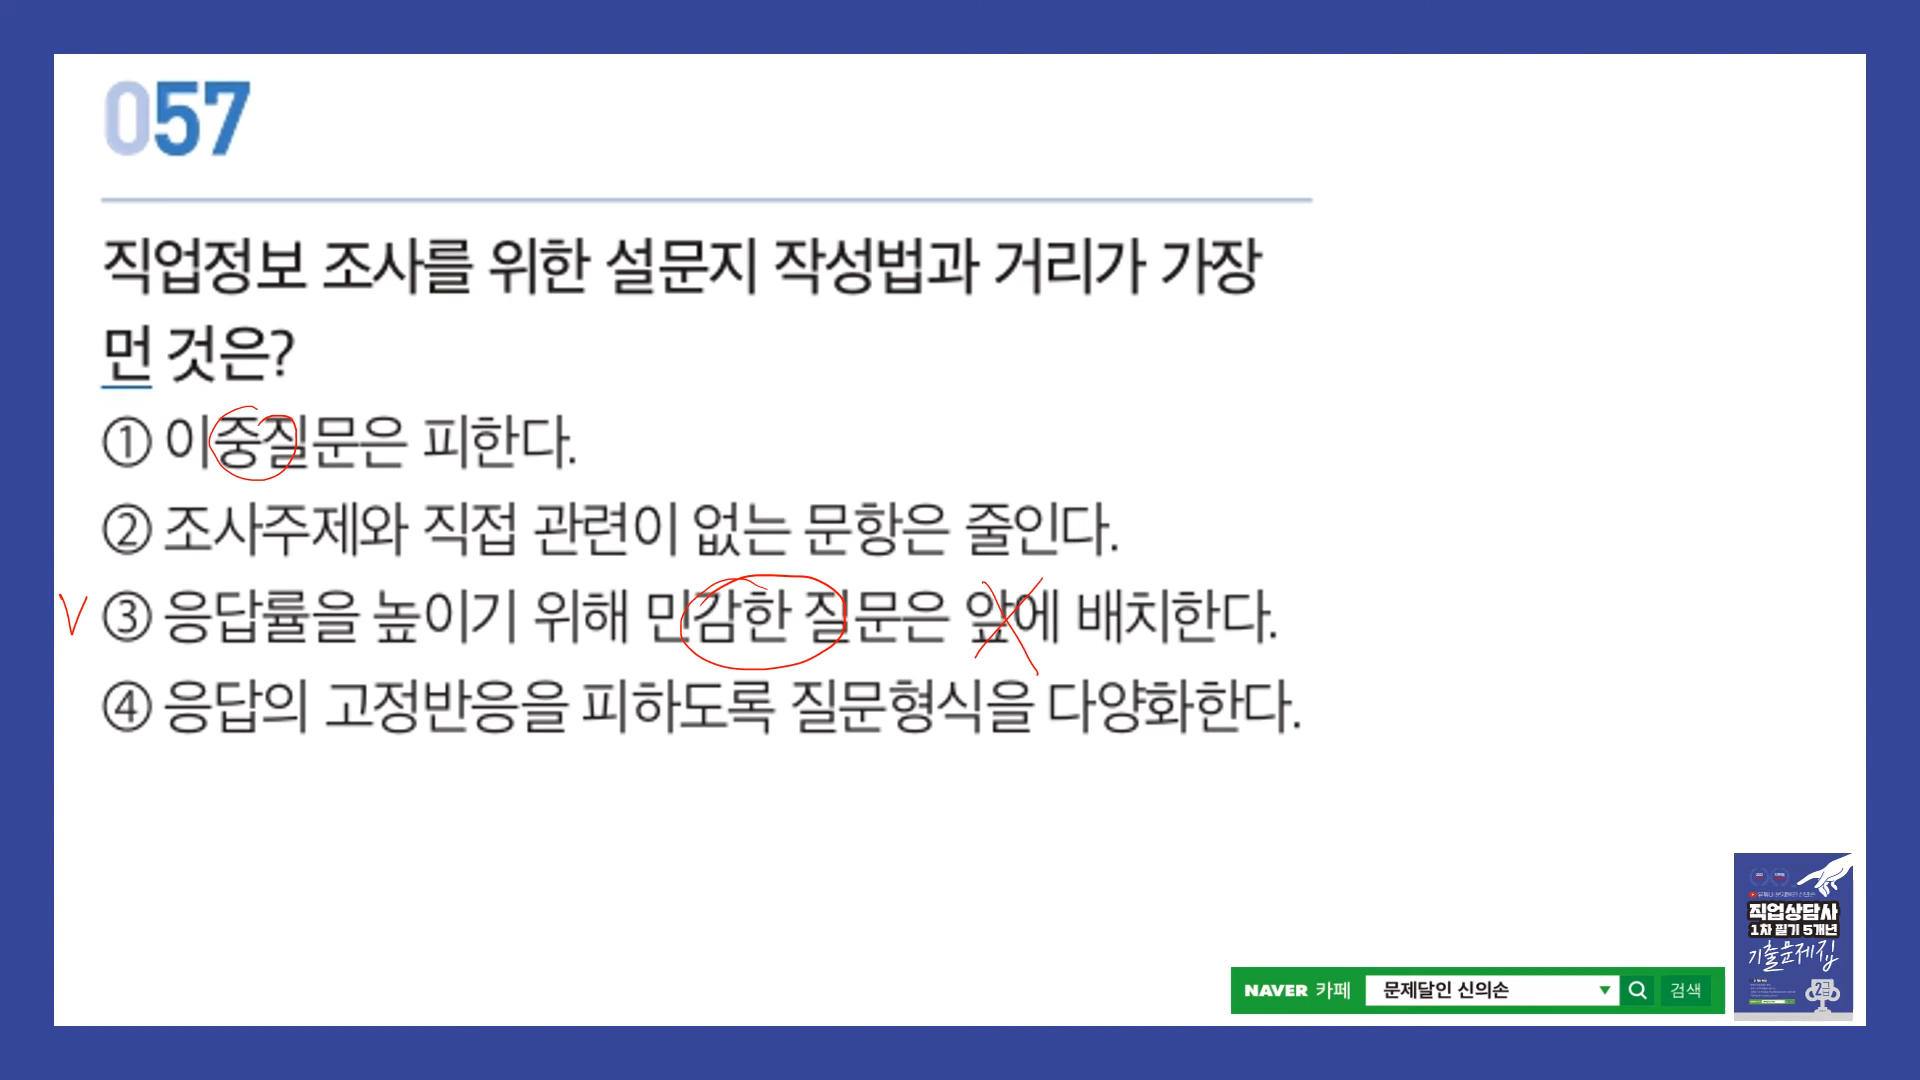 057
직업정보 조사를 위한 설문지 작성법과 거리가 가장
먼 것은?
① 이중질문은 피한다.
② 조사주제와 직접 관련이 없는 문항은 줄인다.
V ③ 응답률을 높이기 위해 민감한 질문은 앞에 배치한다.
④ 응답의 고정반응을 피하도록 질문형식을 다양화한다.
직업상담사
1차 필기 5개년
기출문제집
2급
NAVER 카페 문제달인 신의손 검색